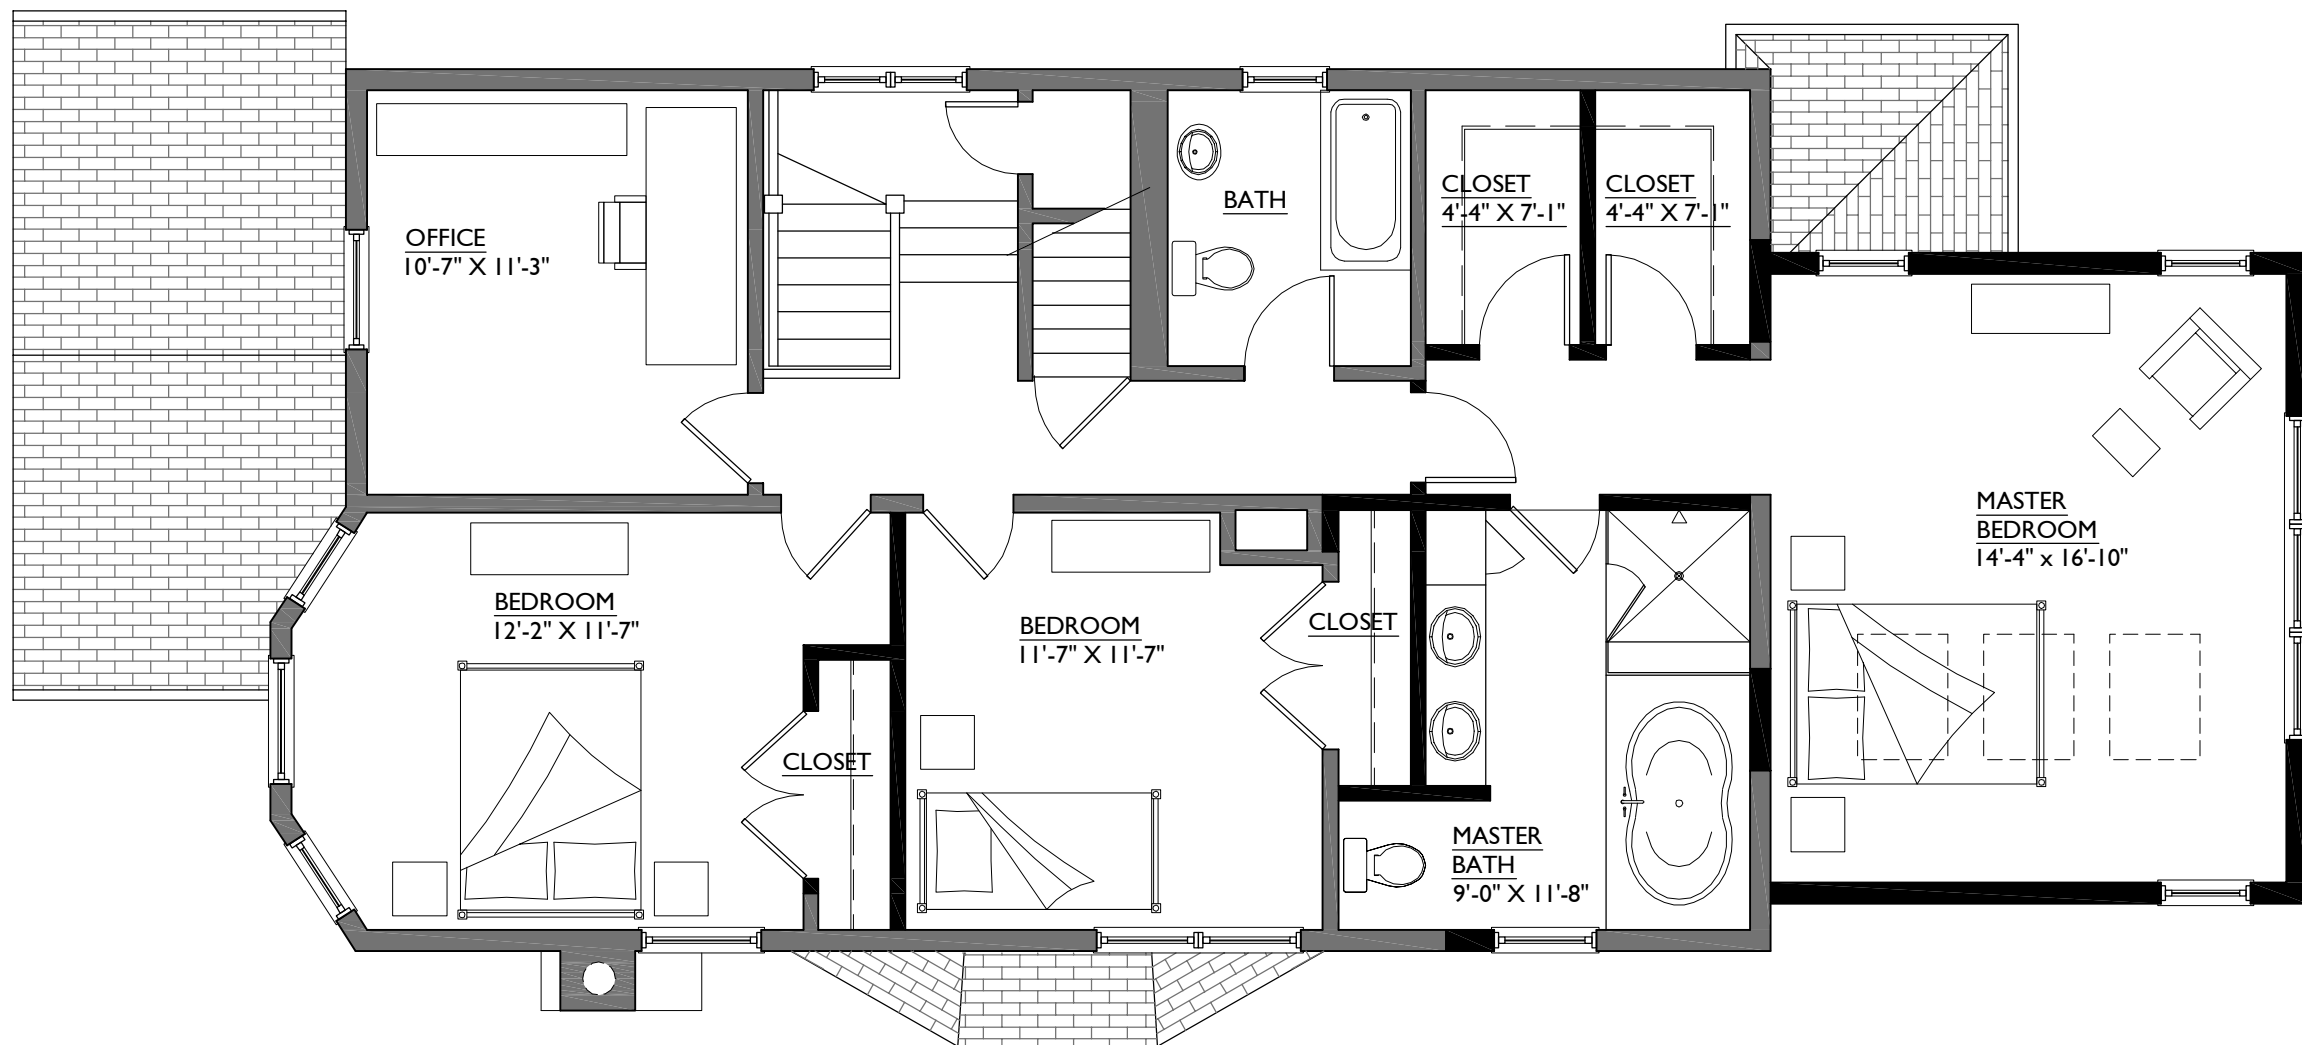 OFFICE
10'-7" X 11'-3"
BATH
CLOSET
4'-4" X 7'-1"
CLOSET
4'-4" X 7'-1"
MASTER
BEDROOM
14'-4" x 16'-10"
BEDROOM
12'-2" X 11'-7"
BEDROOM
11'-7" X 11'-7"
CLOSET
CLOSET
MASTER
BATH
9'-0" X 11'-8"